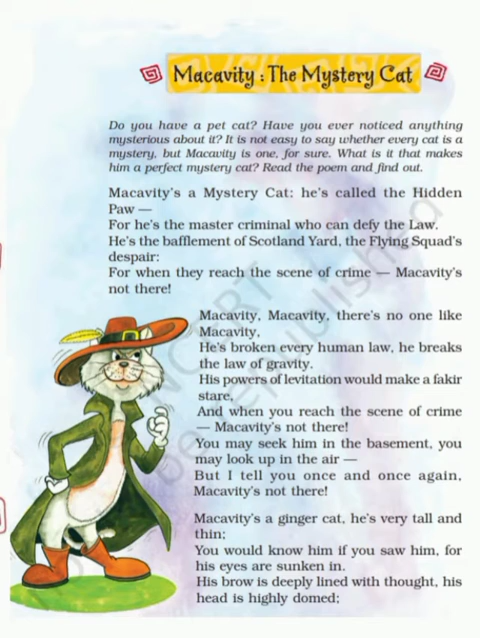 Macavity : The Mystery Cat
Do you have a pet cat? Have you ever noticed anything
mysterious about it? It is not easy to say whether every cat is a
mystery, but Macavity is one, for sure. What is it that makes
him a perfect mystery cat? Read the poem and find out.
Macavity's a Mystery Cat: he's called the Hidden
Paw —
For he's the master criminal who can defy the Law.
He's the bafflement of Scotland Yard, the Flying Squad's
despair:
For when they reach the scene of crime — Macavity's
not there!
Macavity, Macavity, there's no one like
Macavity,
He's broken every human law, he breaks
the law of gravity.
His powers of levitation would make a fakir
stare,
And when you reach the scene of crime
— Macavity's not there!
You may seek him in the basement, you
may look up in the air —
But I tell you once and once again,
Macavity's not there!
Macavity's a ginger cat, he's very tall and
thin;
You would know him if you saw him, for
his eyes are sunken in.
His brow is deeply lined with thought, his
head is highly domed;